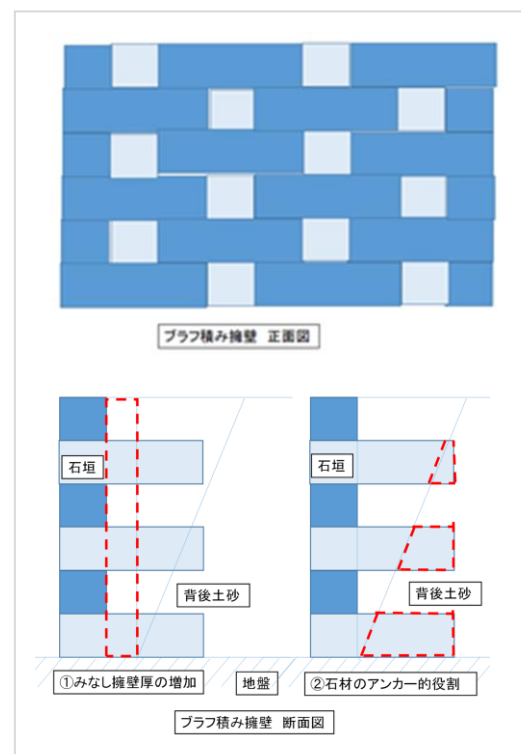 ブラフ積み擁壁 正面図
石垣
石垣
背後土砂
背後土砂
①みなし擁壁厚の増加
地盤
②石材のアンカー的役割
ブラフ積み擁壁 断面図